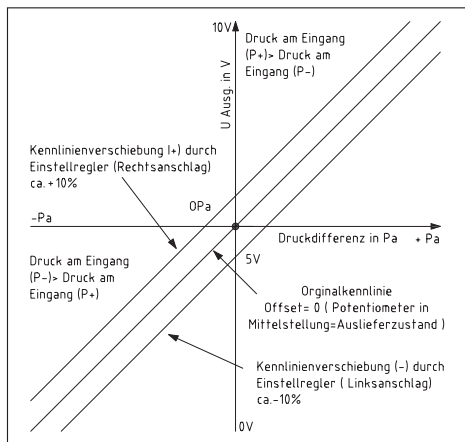 10V
U Ausg. in V
Druck am Eingang
(P+)> Druck am
Eingang (P-)
Kennlinienverschiebung I+) durch
Einstellregler (Rechtsanschlag)
ca. +10%
0Pa
-Pa
Druckdifferenz in Pa + Pa
5V
Druck am Eingang
(P-)> Druck am
Eingang (P+)
Orginalkennlinie
Offset= 0 ( Potentiometer in
Mittelstellung=Auslieferzustand )
Kennlinienverschiebung (-) durch
Einstellregler ( Linksanschlag)
ca.-10%
0V